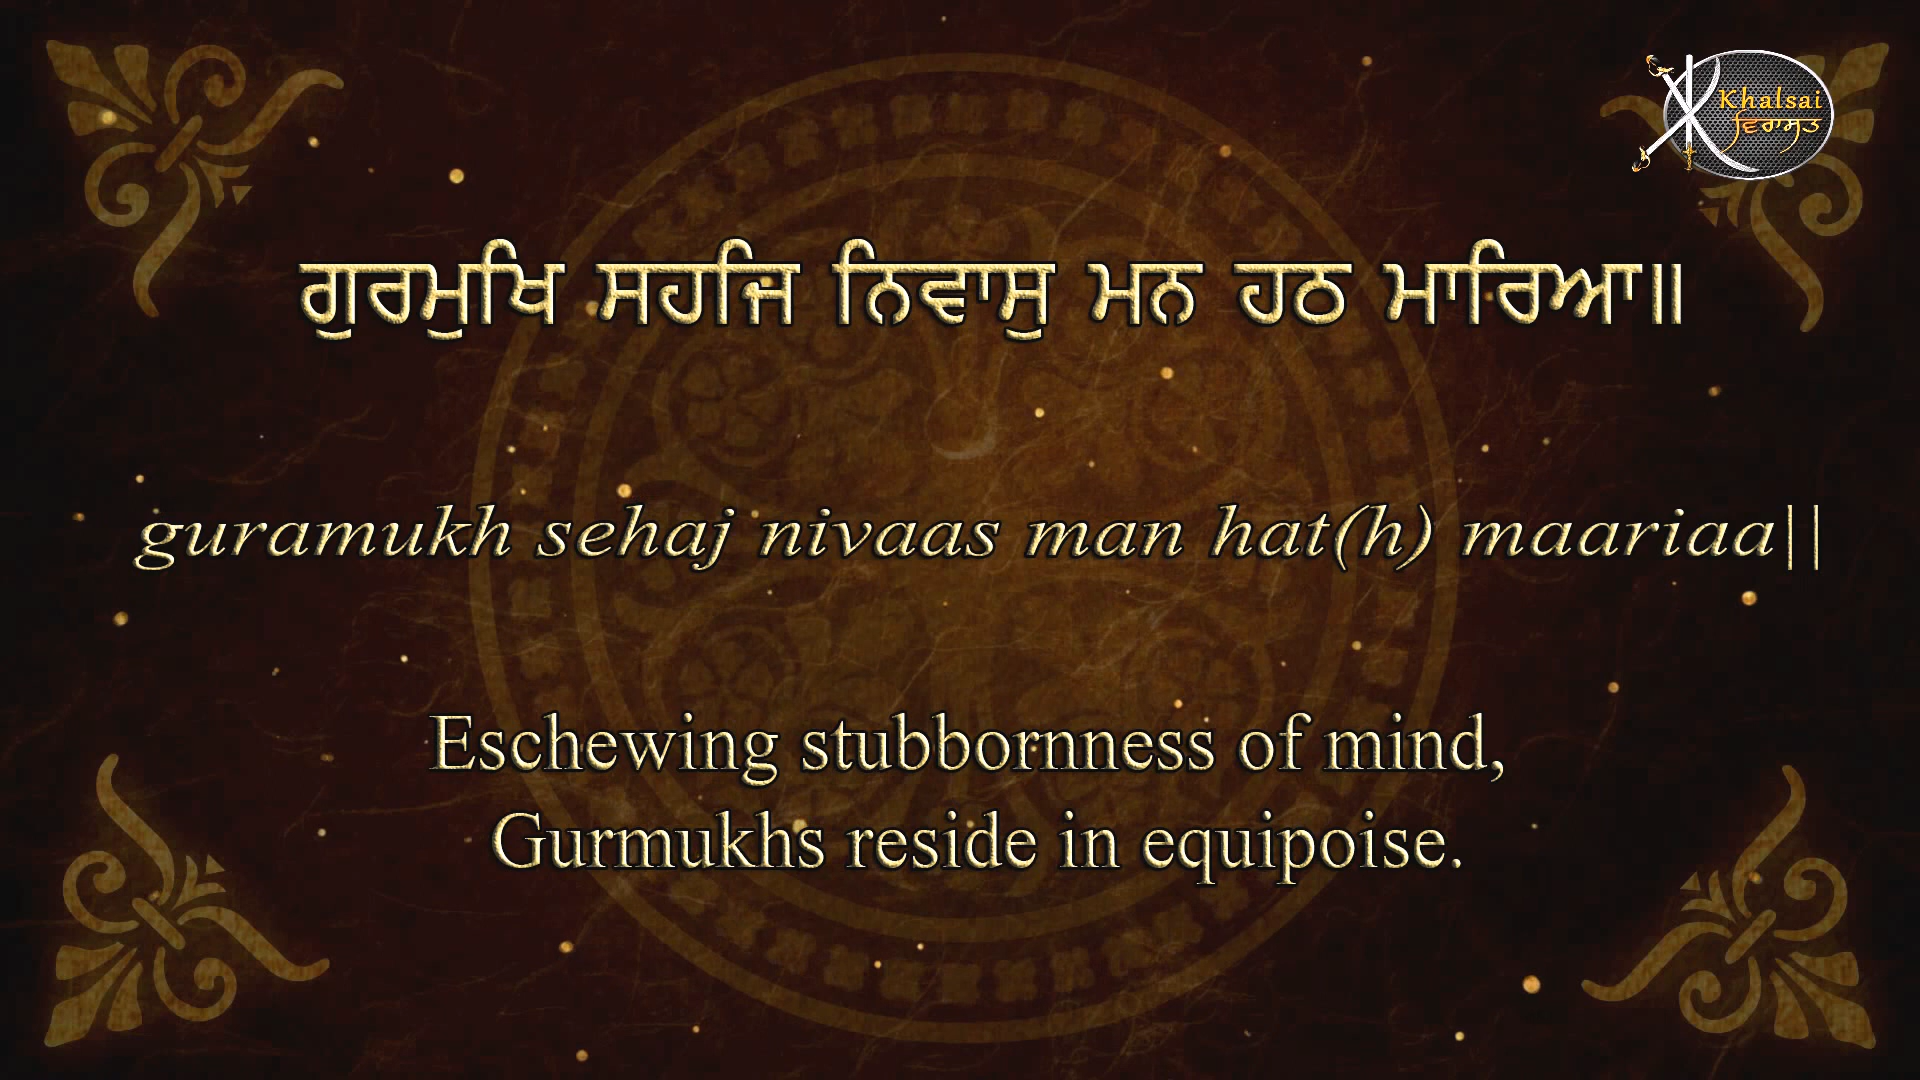 Khalsai
ਵਿਰਾਸਤ
ਗੁਰਮੁਖਿ ਸਹਜਿ ਨਿਵਾਸੁ ਮਨ ਹਠ ਮਾਰਿਆ॥
guramukh sehaj nivaas man hat(h) maariaa||
Eschewing stubbornness of mind,
Gurmukhs reside in equipoise.